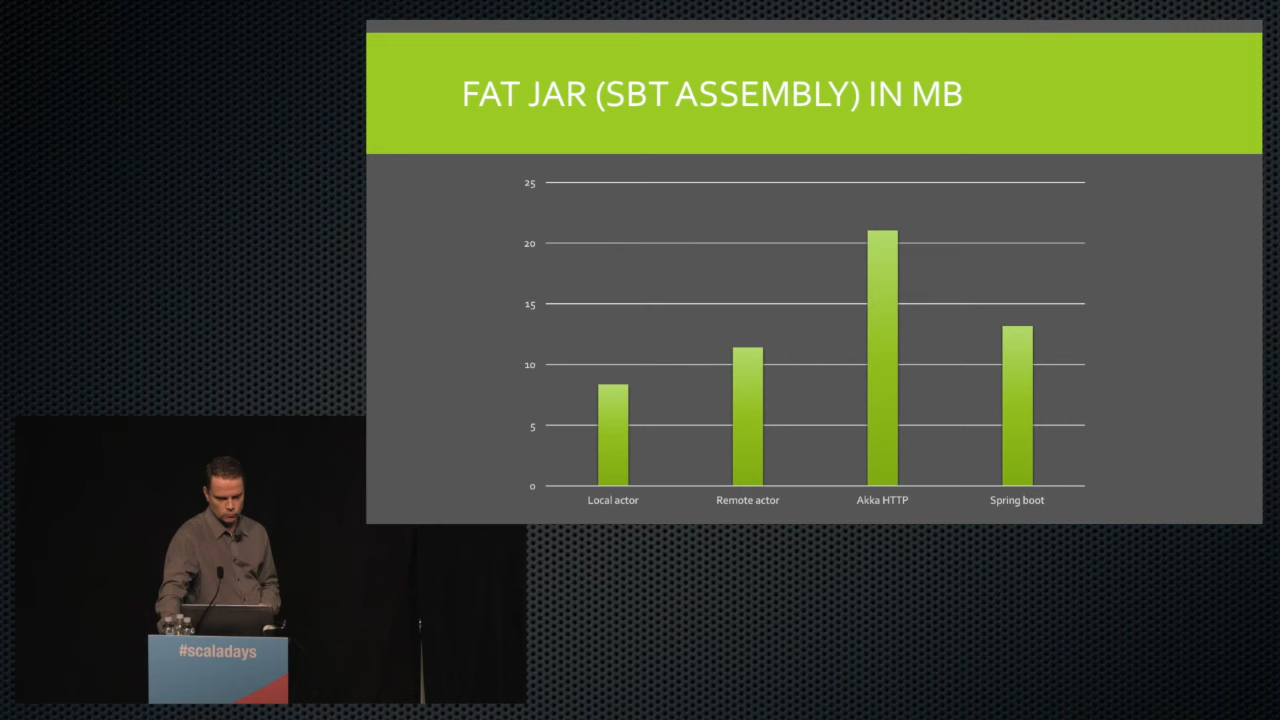 FAT JAR (SBT ASSEMBLY) IN MB
25
20
15
10
5
0
Local actor Remote actor Akka HTTP Spring boot
#scaladays